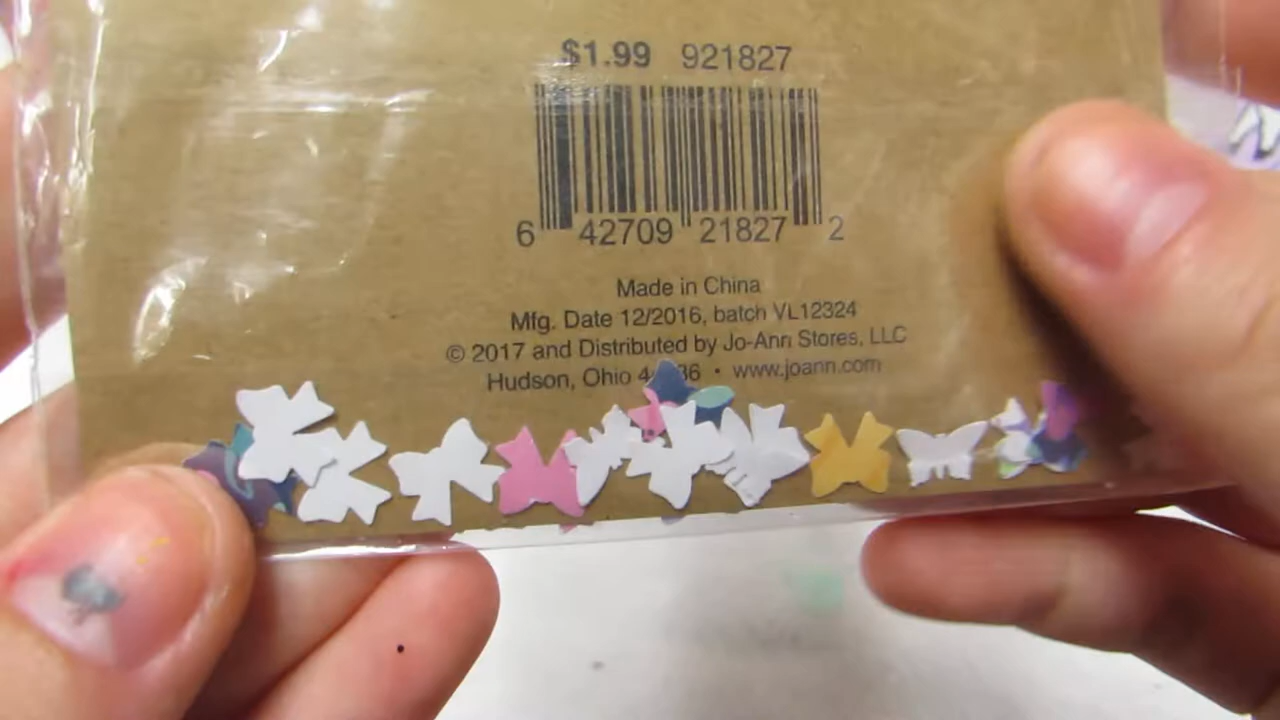 $1.99 921827
6 42709 21827 2
Made in China
Mfg. Date 12/2016, batch VL12324
© 2017 and Distributed by Jo-Ann Stores, LLC
Hudson, Ohio • www.joann.com